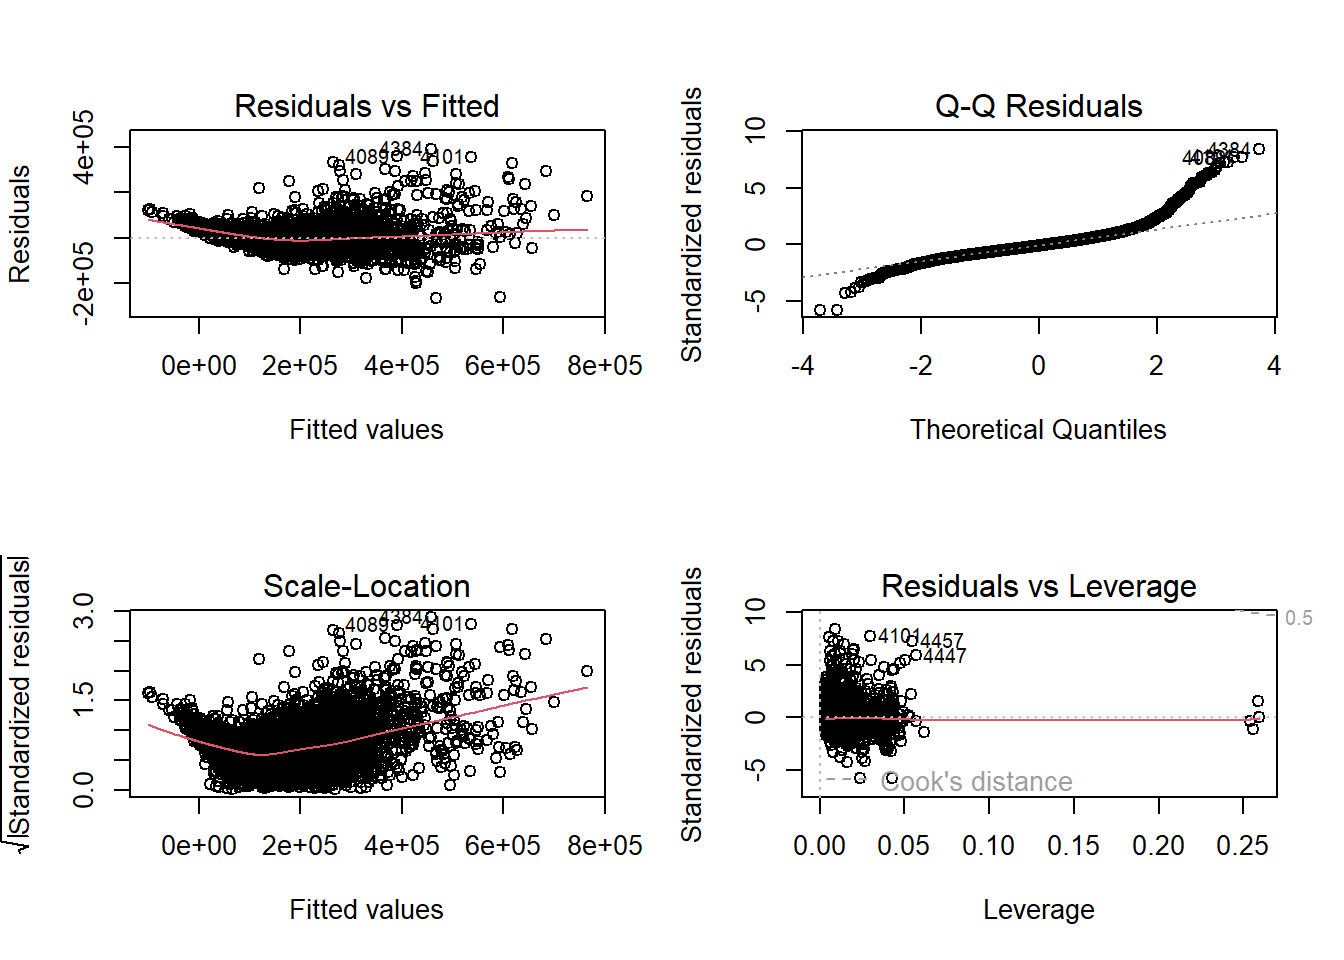 Residuals vs Fitted
Residuals
4e+05
-2e+05
4384
4089
4101
0e+00 2e+05 4e+05 6e+05 8e+05
Fitted values
Q-Q Residuals
Standardized residuals
10
5
0
-5
4384
-4 -2 0 2 4
Theoretical Quantiles
Scale-Location
√|Standardized residuals|
3.0
1.5
0.0
4384
4089
4101
0e+00 2e+05 4e+05 6e+05 8e+05
Fitted values
Residuals vs Leverage
Standardized residuals
10
5
0
-5
0.5
4101
4457
4447
Cook's distance
0.00 0.05 0.10 0.15 0.20 0.25
Leverage